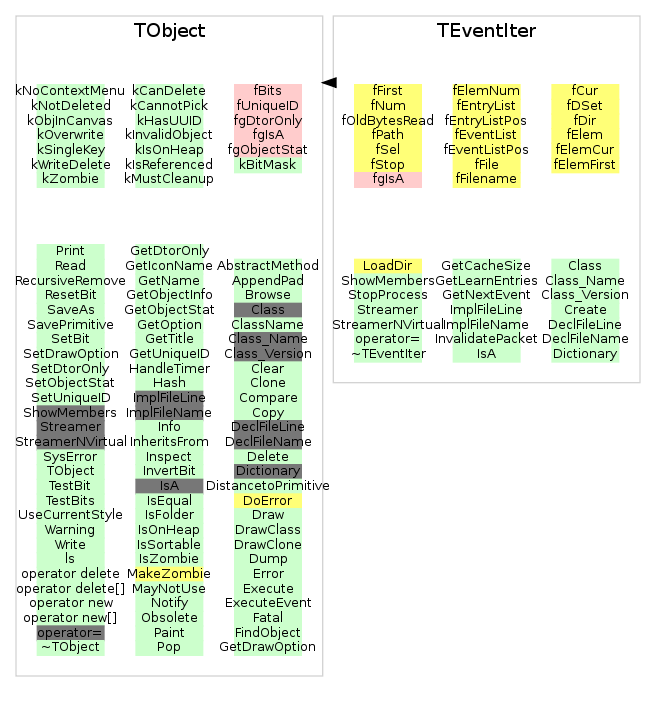 TObject
kNoContextMenu kCanDelete fBits
kNotDeleted kCannotPick fUniqueID
kObjInCanvas kHasUUID fgDtorOnly
kOverwrite kInvalidObject fgIsA
kSingleKey kIsOnHeap fgObjectStat
kWriteDelete kIsReferenced kBitMask
kZombie kMustCleanup
Print GetDtorOnly
Read GetIconName AbstractMethod
RecursiveRemove GetName AppendPad
ResetBit GetObjectInfo Browse
SaveAs GetObjectStat Class
SavePrimitive GetOption ClassName
SetBit GetTitle Class_Name
SetDrawOption GetUniqueID Class_Version
SetDtorOnly HandleTimer Clear
SetObjectStat Hash Clone
SetUniqueID ImplFileLine Compare
ShowMembers ImplFileName Copy
Streamer Info DeclFileLine
StreamerNVirtual InheritsFrom DeclFileName
SysError Inspect Delete
TObject InvertBit Dictionary
TestBit IsA DistancetoPrimitive
TestBits IsEqual DoError
UseCurrentStyle IsFolder Draw
Warning IsOnHeap DrawClass
Write IsSortable DrawClone
ls IsZombie Dump
operator delete MakeZombie Error
operator delete[] MayNotUse Execute
operator new Notify ExecuteEvent
operator new[] Obsolete Fatal
operator= Paint FindObject
~TObject Pop GetDrawOption
TEventIter
fFirst fElemNum fCur
fNum fEntryList fDSet
fOldBytesRead fEntryListPos fDir
fPath fEventList fElem
fSel fEventListPos fElemCur
fStop fFile fElemFirst
fgIsA fFilename
LoadDir GetCacheSize Class
ShowMembers GetLearnEntries Class_Name
StopProcess GetNextEvent Class_Version
Streamer ImplFileLine Create
StreamerNVirtual ImplFileName DeclFileLine
operator= InvalidatePacket DeclFileName
~TEventIter IsA Dictionary